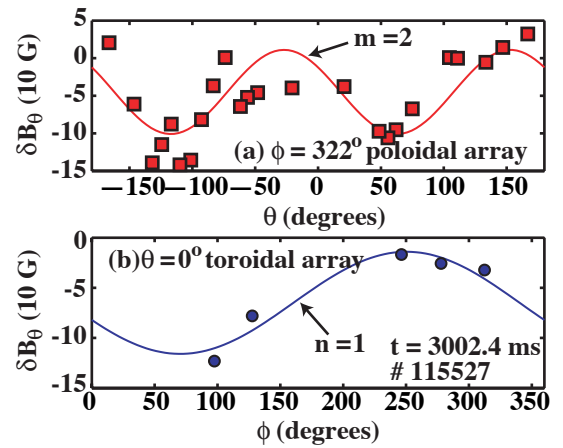 δBθ (10 G)
5
0
-5
-10
-15
m =2
(a) ϕ = 322° poloidal array
−150 −100 −50 0 50 100 150
θ (degrees)
δBθ (10 G)
0
-5
-10
-15
(b)θ =0° toroidal array
n =1
t = 3002.4 ms
# 115527
0 50 100 150 200 250 300 350
ϕ (degrees)